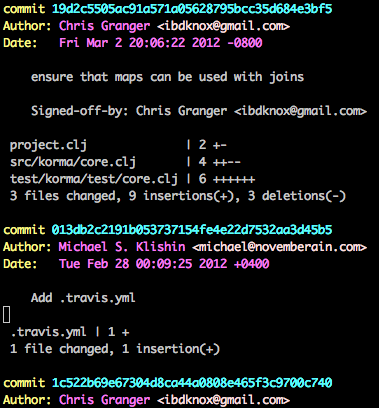 commit 19d2c5505ac91a571a05628795bcc35d684e3bf5
Author: Chris Granger <ibdknox@gmail.com>
Date:   Fri Mar 2 20:06:22 2012 -0800
ensure that maps can be used with joins
Signed-off-by: Chris Granger <ibdknox@gmail.com>
project.clj | 2 +-
src/korma/core.clj | 4 ++--
test/korma/test/core.clj | 6 ++++++
3 files changed, 9 insertions(+), 3 deletions(-)
commit 013db2c2191b053737154fe4e22d7532aa3d45b5
Author: Michael S. Klishin <michael@novemberain.com>
Date:   Tue Feb 28 00:09:25 2012 +0400
Add .travis.yml
.travis.yml | 1 +
1 file changed, 1 insertion(+)
commit 1c522b69e67304d8ca44a0808e465f3c9700c740
Author: Chris Granger <ibdknox@gmail.com>